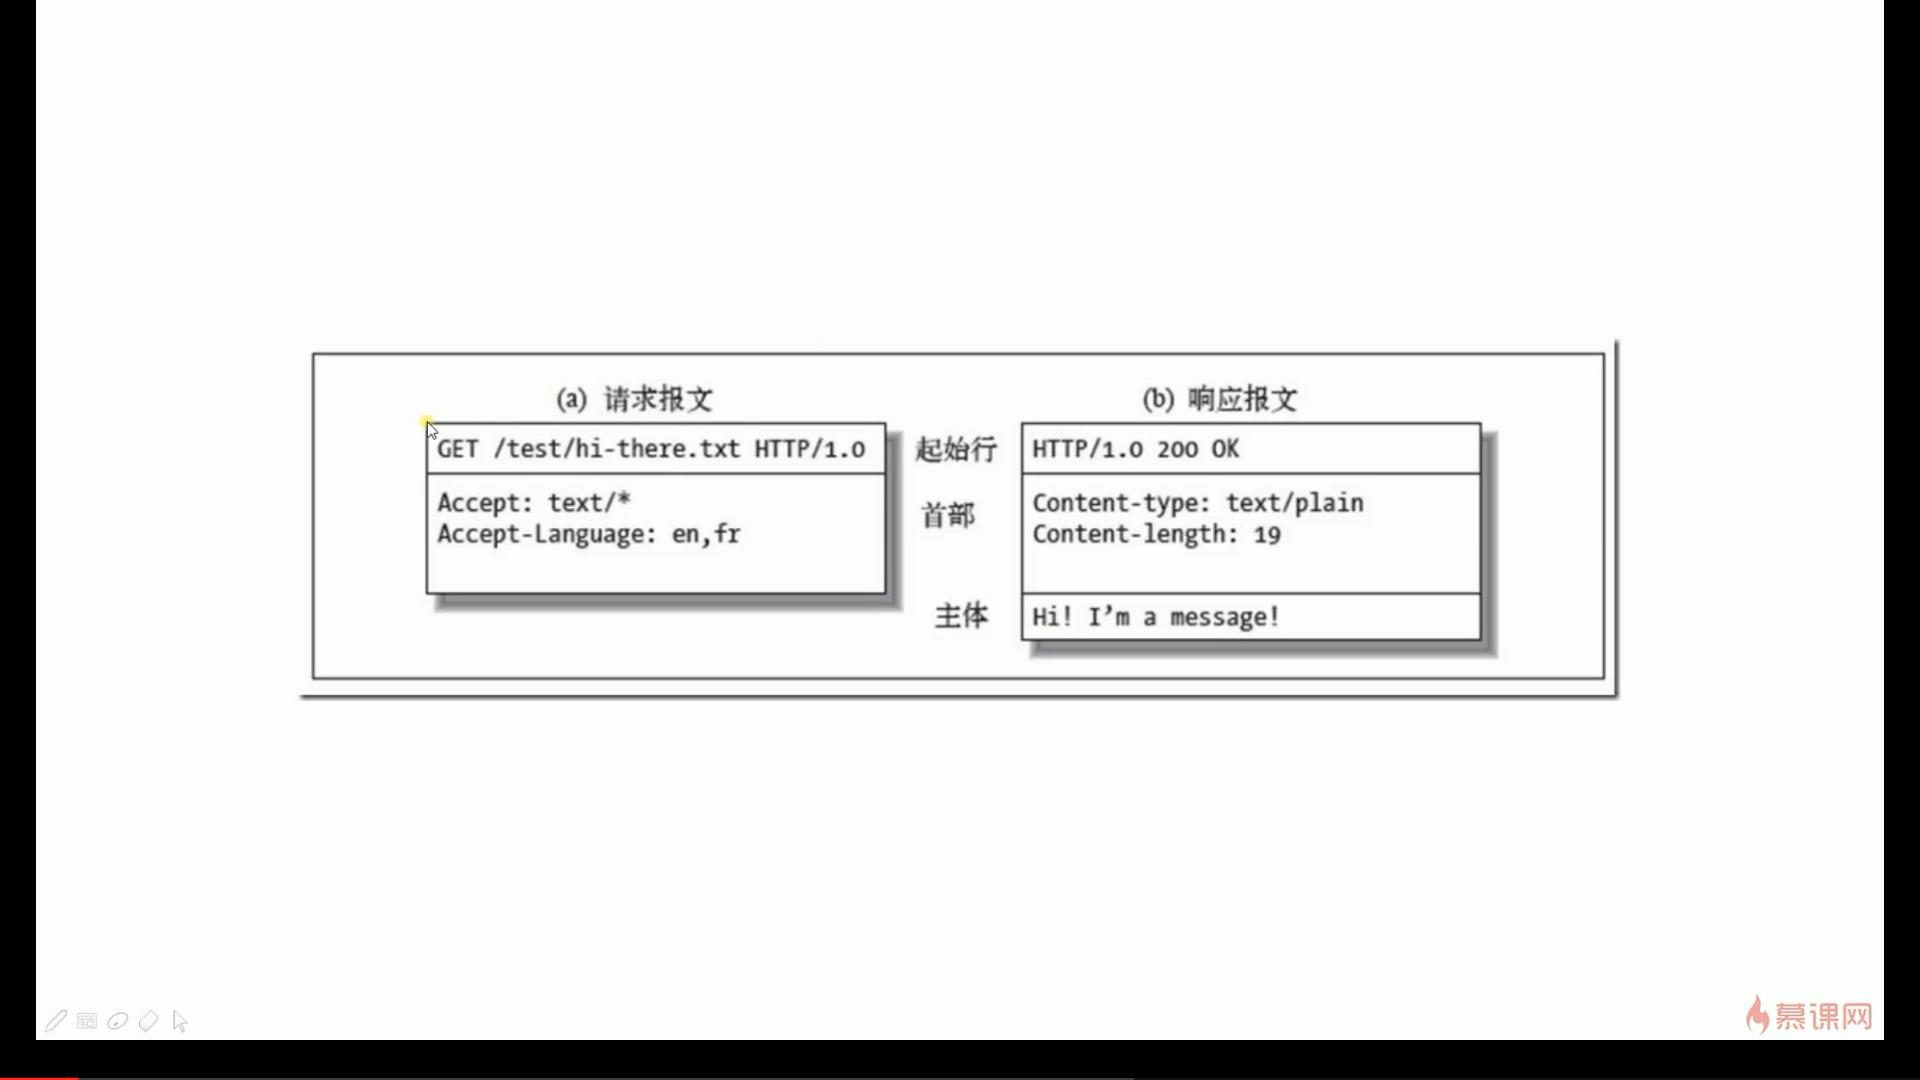 (a) 请求报文
GET /test/hi-there.txt HTTP/1.0
Accept: text/*
Accept-Language: en,fr
起始行
首部
主体
(b) 响应报文
HTTP/1.0 200 OK
Content-type: text/plain
Content-length: 19
Hi! I’m a message!
慕课网